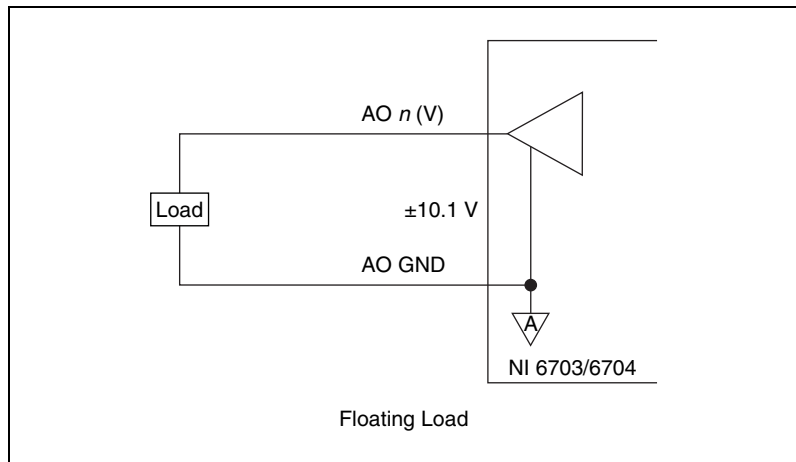 AO n (V)
Load
±10.1 V
AO GND
A
NI 6703/6704
Floating Load